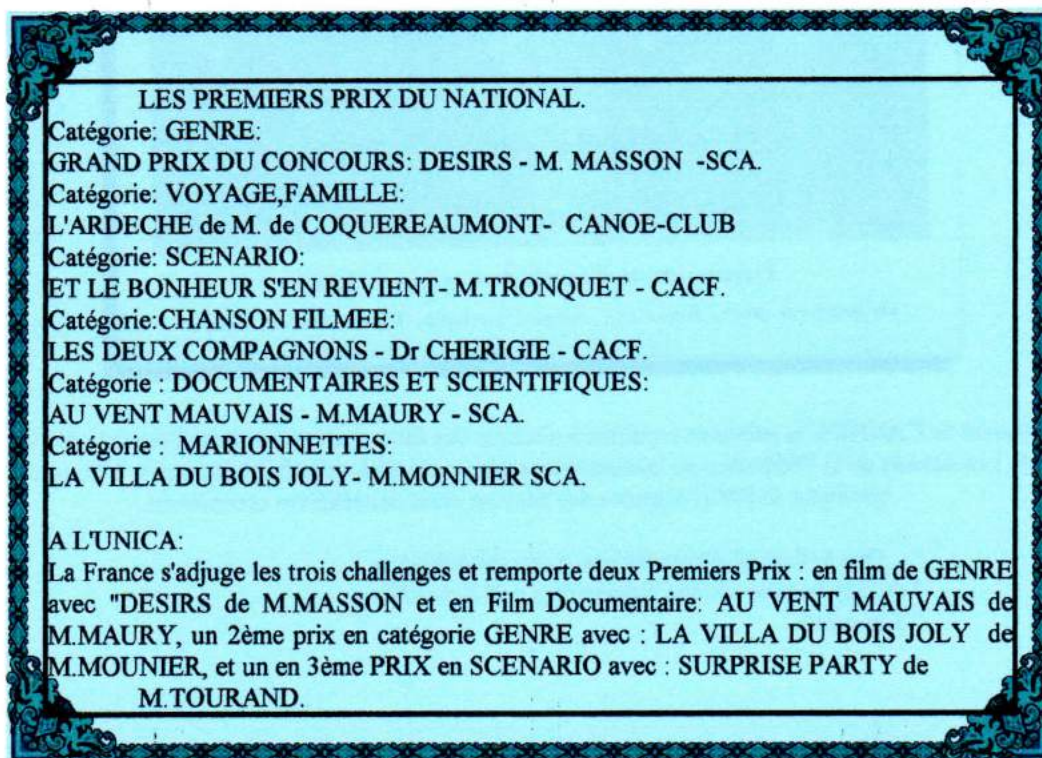 LES PREMIERS PRIX DU NATIONAL.
Catégorie: GENRE:
GRAND PRIX DU CONCOURS: DESIRS - M. MASSON -SCA.
Catégorie: VOYAGE,FAMILLE:
L'ARDECHE de M. de COQUEREAUMONT- CANOE-CLUB
Catégorie: SCENARIO:
ET LE BONHEUR S'EN REVIENT- M.TRONQUET - CACF.
Catégorie:CHANSON FILMEE:
LES DEUX COMPAGNONS - Dr CHERIGIE - CACF.
Catégorie : DOCUMENTAIRES ET SCIENTIFIQUES:
AU VENT MAUVAIS - M.MAURY - SCA.
Catégorie : MARIONNETTES:
LA VILLA DU BOIS JOLY- M.MONNIER SCA.
A L'UNICA:
La France s'adjuge les trois challenges et remporte deux Premiers Prix : en film de GENRE
avec "DESIRS de M.MASSON et en Film Documentaire: AU VENT MAUVAIS de
M.MAURY, un 2ème prix en catégorie GENRE avec : LA VILLA DU BOIS JOLY de
M.MOUNIER, et un en 3ème PRIX en SCENARIO avec : SURPRISE PARTY de
M.TOURAND.